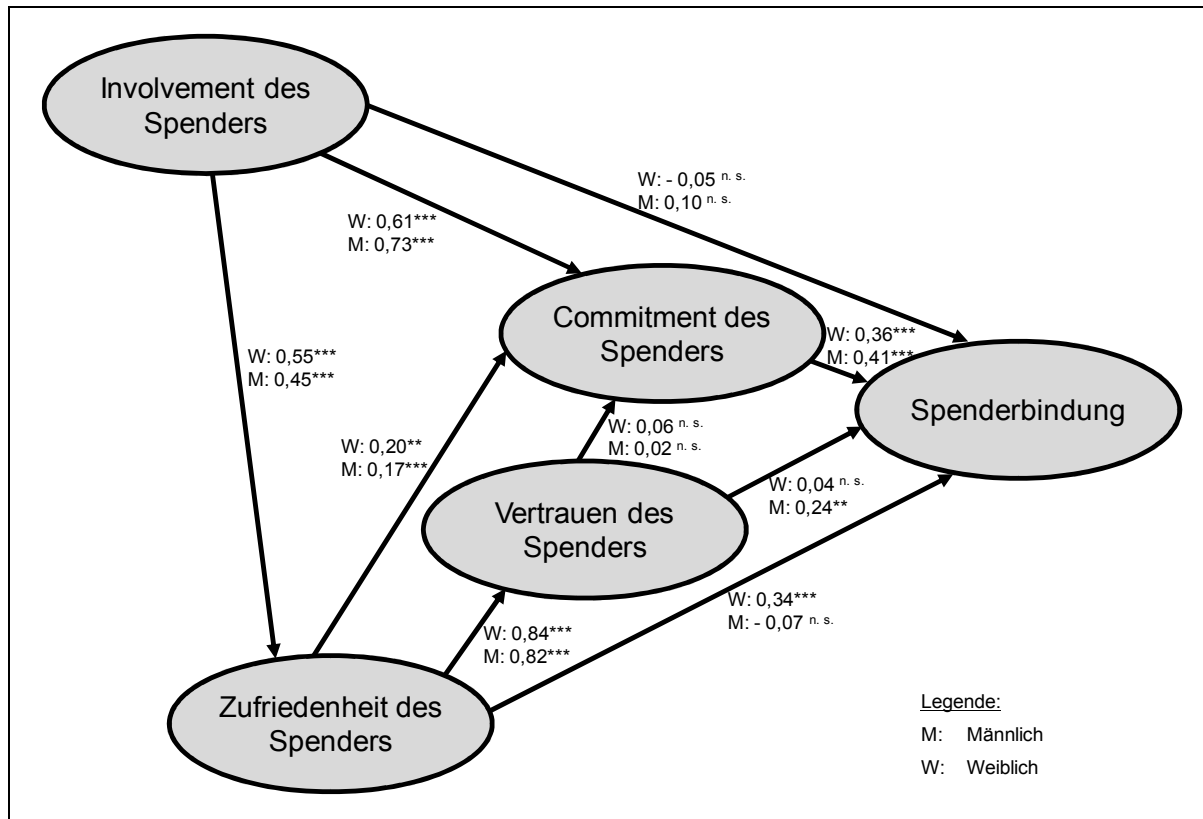 Involvement des
Spenders
W: - 0,05 n. s.
M: 0,10 n. s.
W: 0,61***
M: 0,73***
Commitment des
Spenders
W: 0,36***
M: 0,41***
W: 0,55***
M: 0,45***
Spenderbindung
W: 0,20**
M: 0,17***
W: 0,06 n. s.
M: 0,02 n. s.
W: 0,04 n. s.
M: 0,24**
Vertrauen des
Spenders
W: 0,34***
M: - 0,07 n. s.
W: 0,84***
M: 0,82***
Zufriedenheit des
Spenders
Legende:
M: Männlich
W: Weiblich